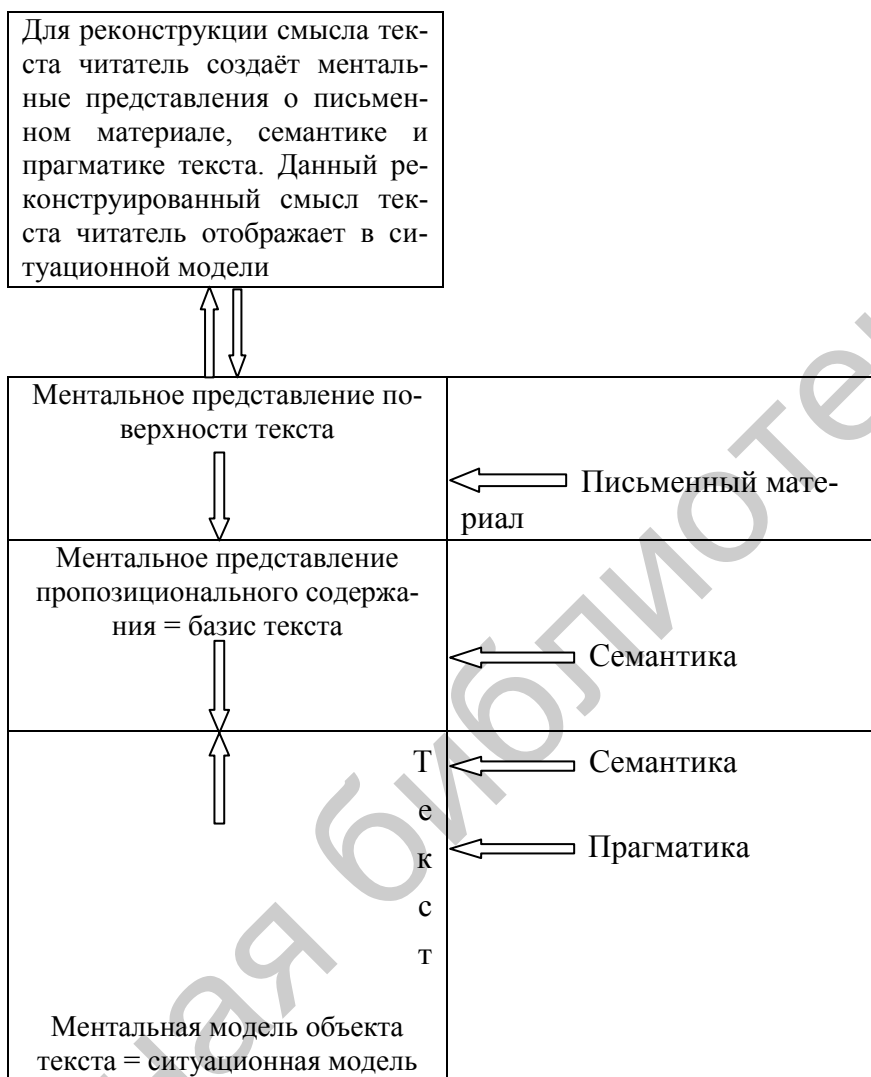 Для реконструкции смысла тек-
ста читатель создаёт менталь-
ные представления о письмен-
ном материале, семантике и
прагматике текста. Данный ре-
конструированный смысл тек-
ста читатель отображает в си-
туационной модели
Ментальное представление по-
верхности текста
Письменный мате-
риал
Ментальное представление
пропозиционального содержа-
ния = базис текста
Семантика
Т
е
к
с
т
Семантика
Прагматика
Ментальная модель объекта
текста = ситуационная модель
ная библиоте